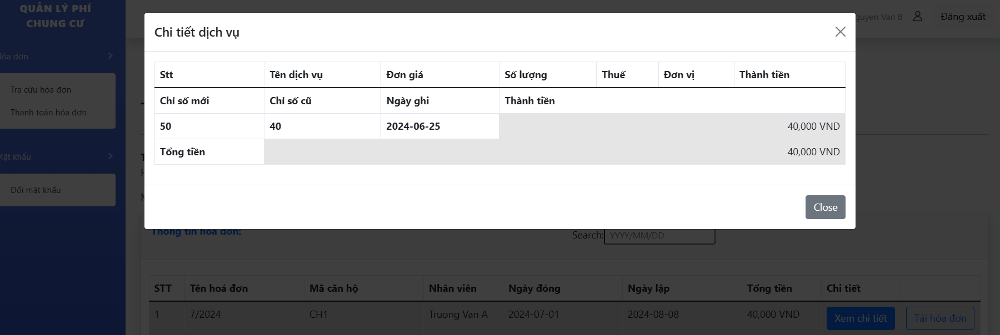 QUẢN LÝ PHÍ
CHUNG CƯ
guyen Van B
Đăng xuất
Chi tiết dịch vụ
óa đơn
Tra cứu hóa đơn
Thanh toán hóa đơn
Mật khẩu
Đổi mật khẩu
Stt Tên dịch vụ Đơn giá Số lượng Thuế Đơn vị Thành tiền
Chỉ số mới Chỉ số cũ Ngày ghi Thành tiền
50 40 2024-06-25 40,000 VND
Tổng tiền 40,000 VND
Close
Thông tin hóa đơn:
Search: YYYY/MM/DD
STT Tên hoá đơn Mã căn hộ Nhân viên Ngày đóng Ngày lập Tổng tiền Chi tiết
1 7/2024 CH1 Truong Van A 2024-07-01 2024-08-08 40,000 VND Xem chi tiết Tải hóa đơn